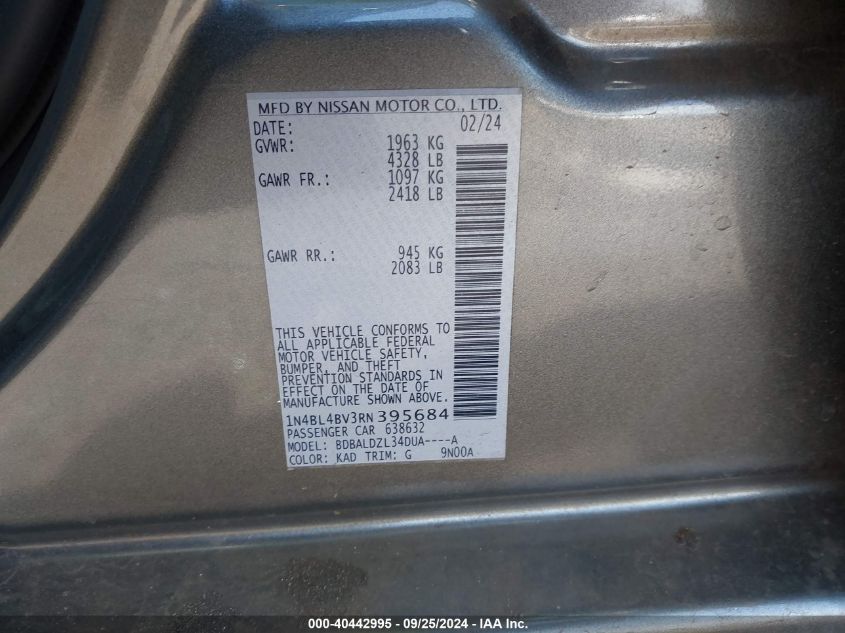 MFD BY NISSAN MOTOR CO., LTD.
DATE: 02/24
GVWR: 1963 KG
4328 LB
GAWR FR.: 1097 KG
2418 LB
GAWR RR.: 945 KG
2083 LB
THIS VEHICLE CONFORMS TO
ALL APPLICABLE FEDERAL
MOTOR VEHICLE SAFETY,
BUMPER, AND THEFT
PREVENTION STANDARDS IN
EFFECT ON THE DATE OF
MANUFACTURE SHOWN ABOVE.
1N4BL4BV3RN395684
PASSENGER CAR 638632
MODEL: BDBALDZL34DUA----A
COLOR: KAD TRIM: G 9N00A
000-40442995 - 09/25/2024 - IAA Inc.